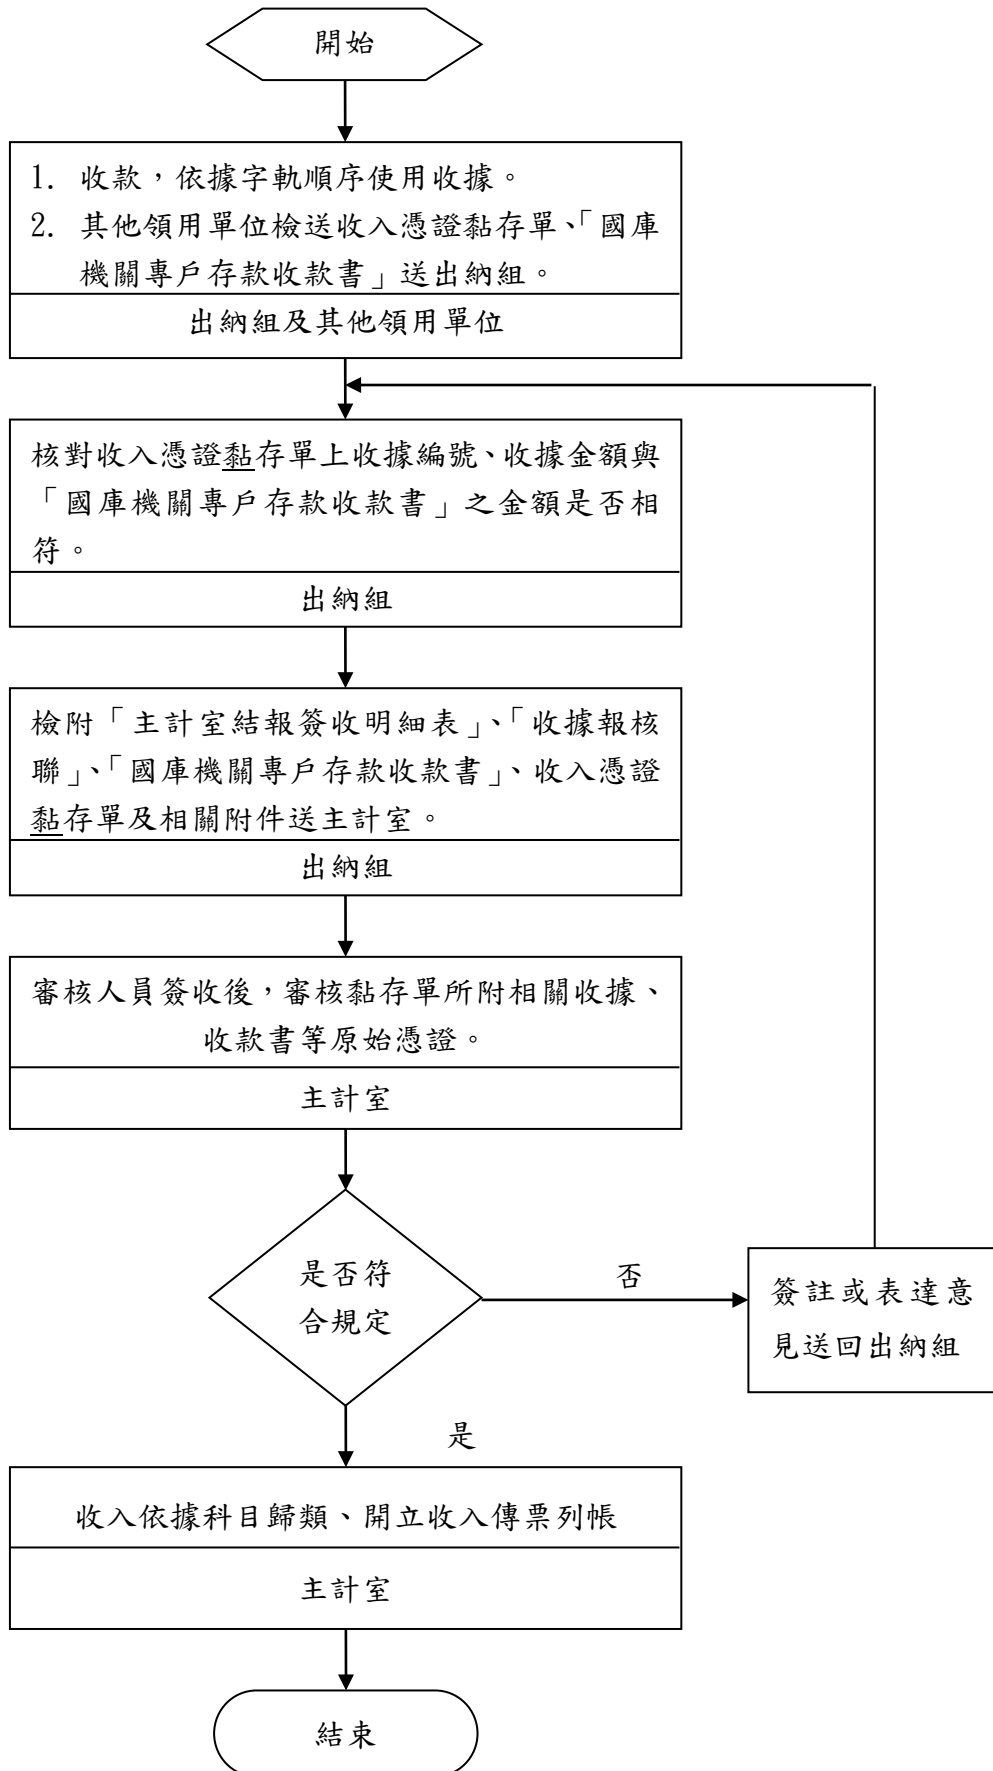 開始
1. 收款，依據字軌順序使用收據。
2. 其他領用單位檢送收入憑證黏存單、「國庫
機關專戶存款收款書」送出納組。
出納組及其他領用單位
核對收入憑證黏存單上收據編號、收據金額與
「國庫機關專戶存款收款書」之金額是否相
符。
出納組
檢附「主計室結報簽收明細表」、「收據報核
聯」、「國庫機關專戶存款收款書」、收入憑證
黏存單及相關附件送主計室。
出納組
審核人員簽收後，審核黏存單所附相關收據、
收款書等原始憑證。
主計室
是否符
合規定
否
簽註或表達意
見送回出納組
是
收入依據科目歸類、開立收入傳票列帳
主計室
結束